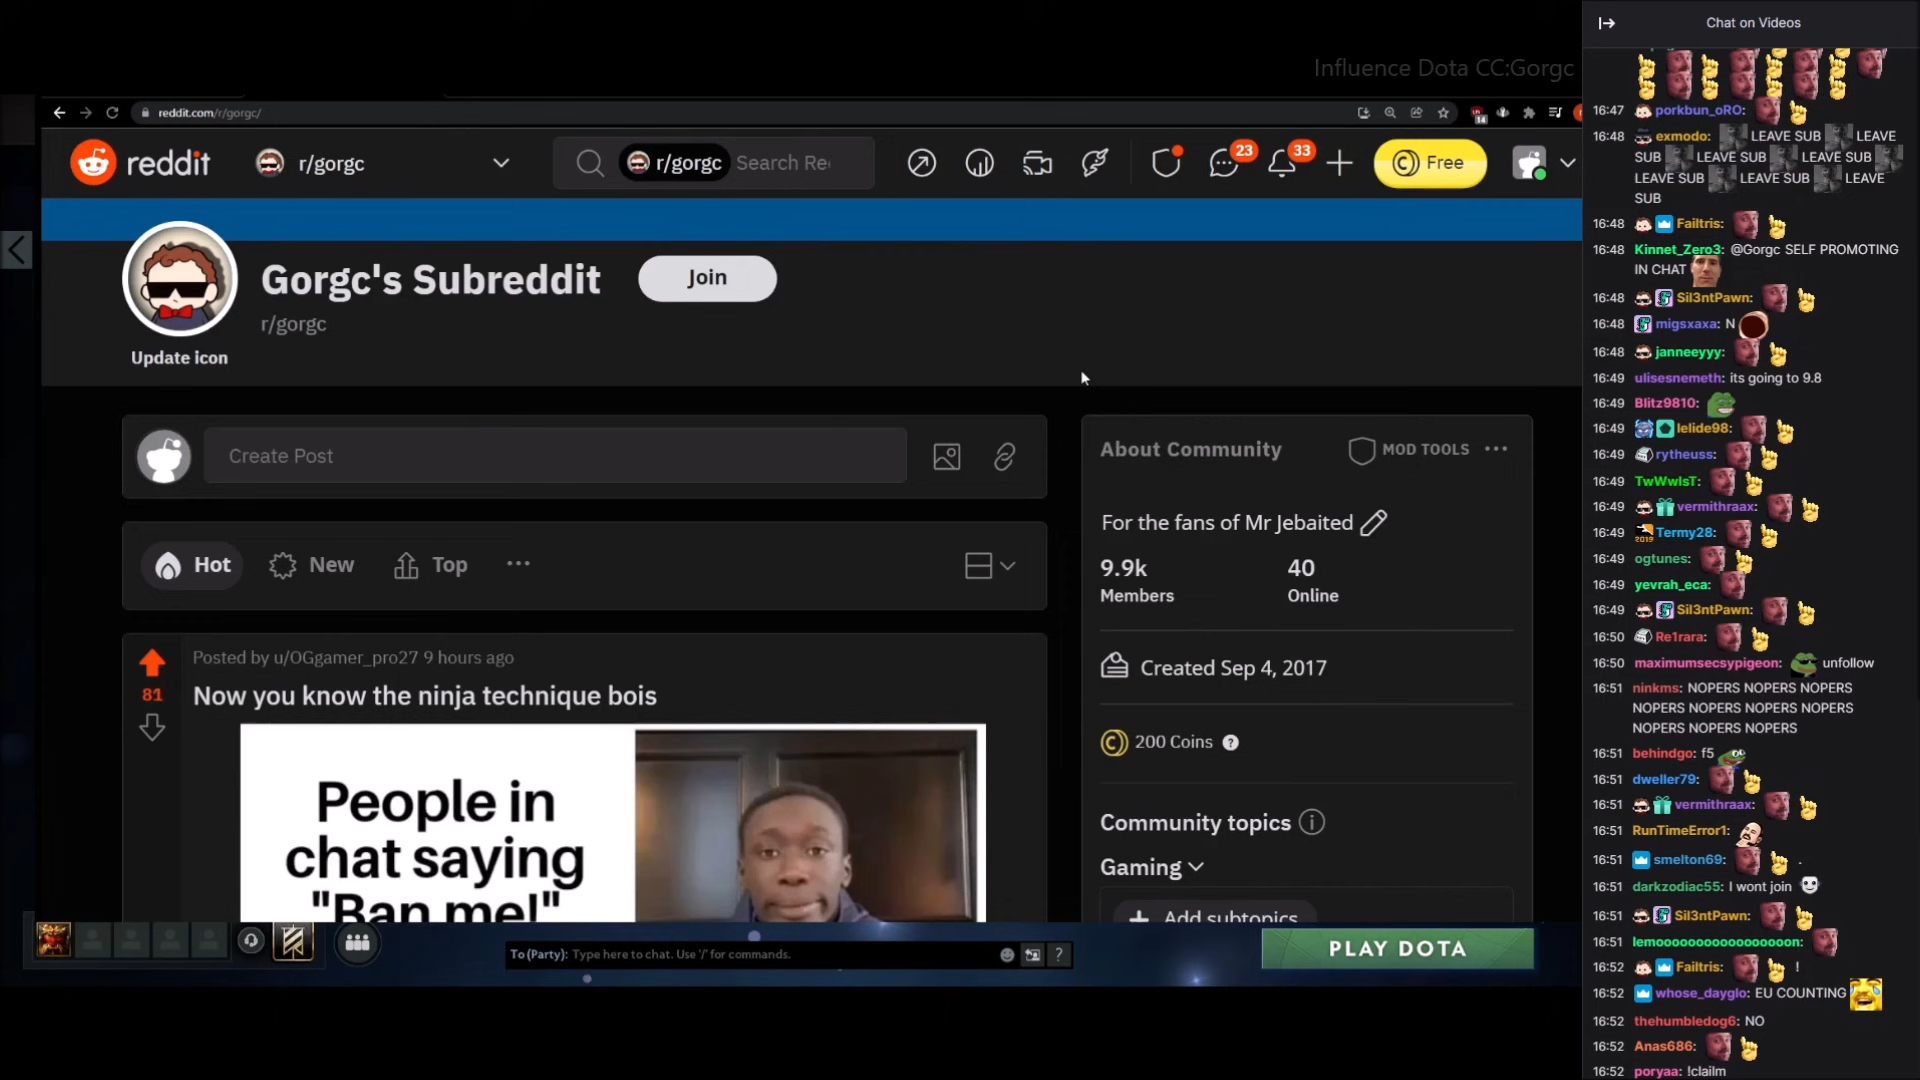 Influence Dota CC:Gorgc
reddit.com/r/gorgc/
14
reddit
r/gorgc
r/gorgc
Search Re
23
33
Free
Gorgc's Subreddit
Join
r/gorgc
Update icon
Create Post
Hot
New
Top
Posted by u/OGgamer_pro27 9 hours ago
81
Now you know the ninja technique bois
People in
chat saying
"Ban me!"
About Community
MOD TOOLS
For the fans of Mr Jebaited
9.9k
40
Members
Online
Created Sep 4, 2017
200 Coins
Community topics
Gaming
Add subtopics
To (Party): Type here to chat. Use '/' for commands.
?
PLAY DOTA
Chat on Videos
16:47 porkbun_oRO:
16:48 exmodo: LEAVE SUB LEAVE
SUB LEAVE SUB LEAVE SUB
LEAVE SUB LEAVE SUB LEAVE
SUB
16:48 Failtris:
16:48 Kinnet_Zero3: @Gorgc SELF PROMOTING
IN CHAT
16:48 Sil3ntPawn:
16:48 migsxaxa: N
16:48 janneeyyy:
16:49 ulisesnemeth: its going to 9.8
16:49 Blitz9810:
16:49 lelide98:
16:49 rytheuss:
16:49 TwWwIsT:
16:49 vermithraax:
16:49 2019 Termy28:
16:49 ogtunes:
16:49 yevrah_eca:
16:49 Sil3ntPawn:
16:50 Re1rara:
16:50 maximumsecsypigeon: unfollow
16:51 ninkms: NOPERS NOPERS NOPERS
NOPERS NOPERS NOPERS NOPERS
NOPERS NOPERS NOPERS
16:51 behindgo: f5
16:51 dweller79:
16:51 vermithraax:
16:51 RunTimeError1:
16:51 smelton69: .
16:51 darkzodiac55: I wont join
16:51 Sil3ntPawn:
16:52 Failtris: !
16:52 whose_dayglo: EU COUNTING
16:52 thehumbledog6: NO
16:52 Anas686:
16:52 poryaa: !clailm